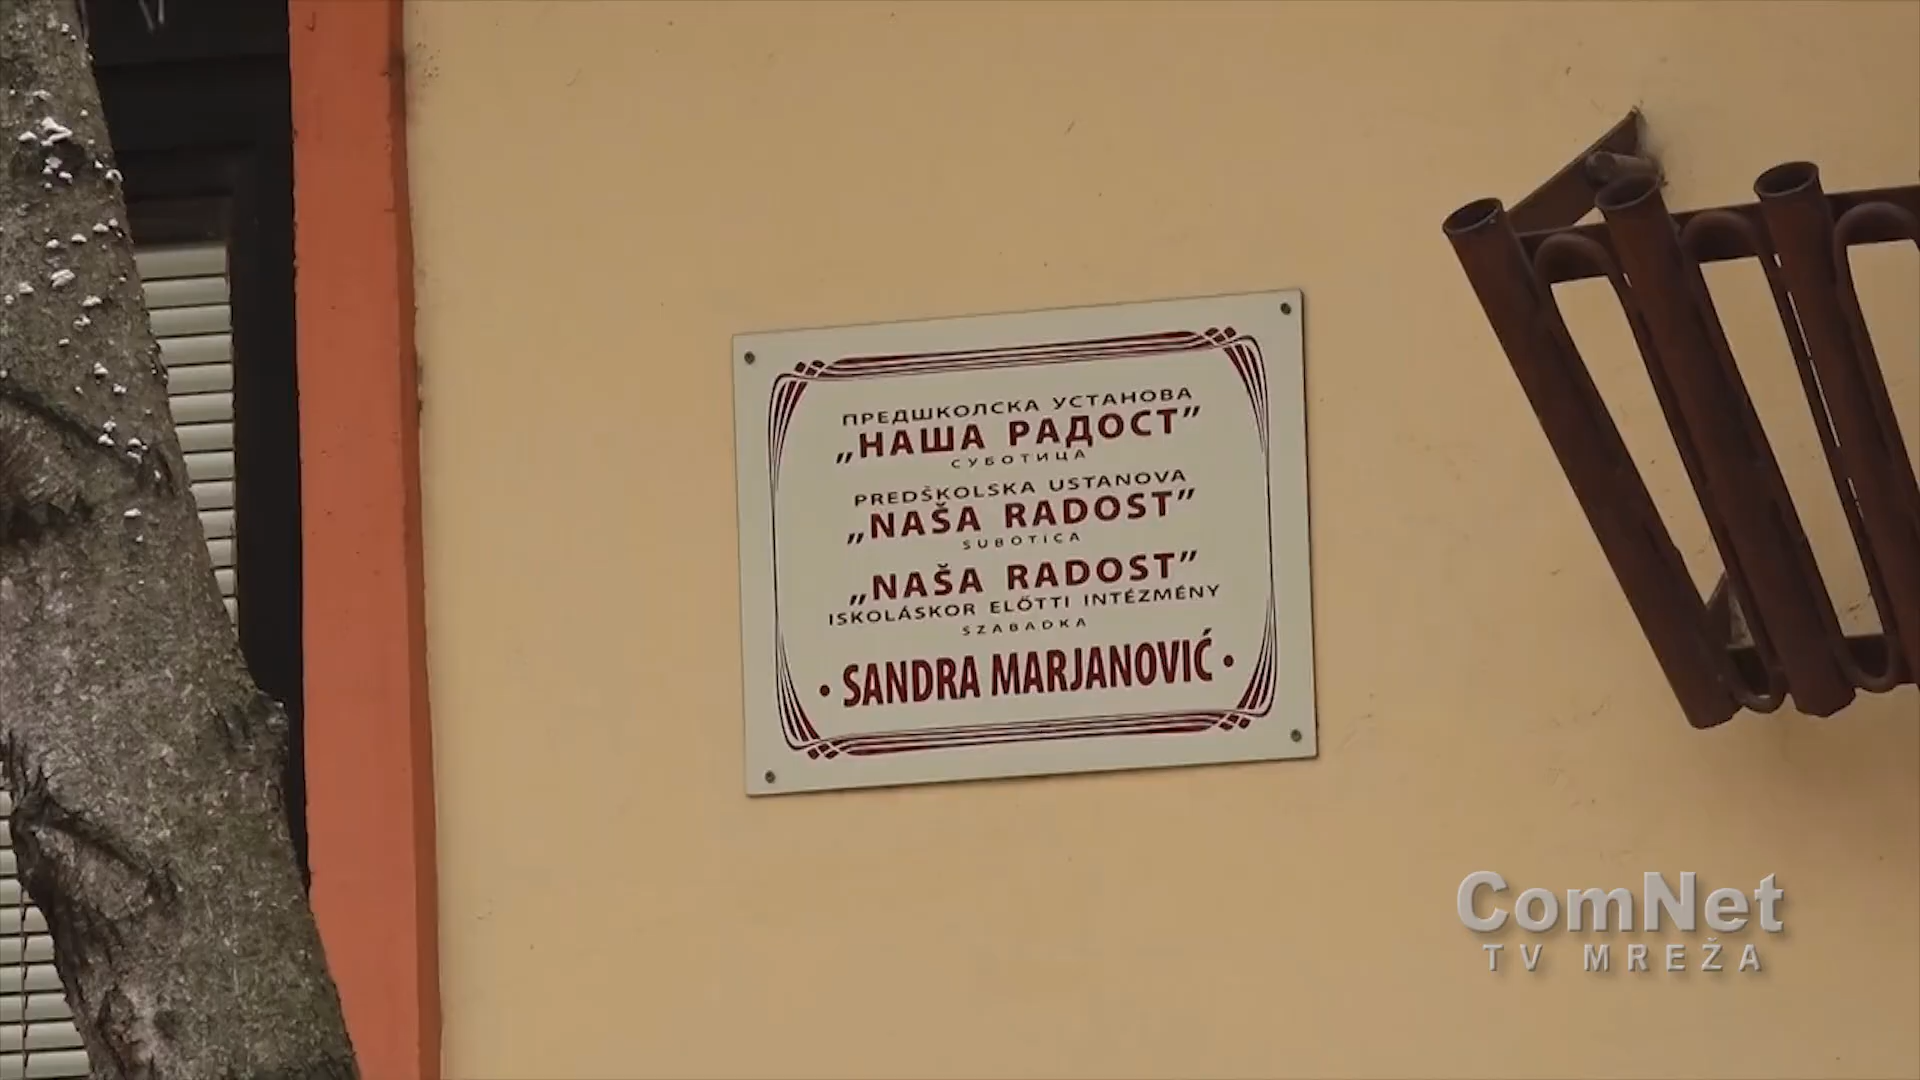 ПРЕДШКОЛСКА УСТАНОВА
„НАША РАДОСТ”
СУБОТИЦА
PREDŠKOLSKA USTANOVA
„NAŠA RADOST”
SUBOTICA
„NAŠA RADOST”
ISKOLÁSKOR ELŐTTI INTÉZMÉNY
SZABADKA
• SANDRA MARJANOVIĆ •
ComNet
TV MREŽA